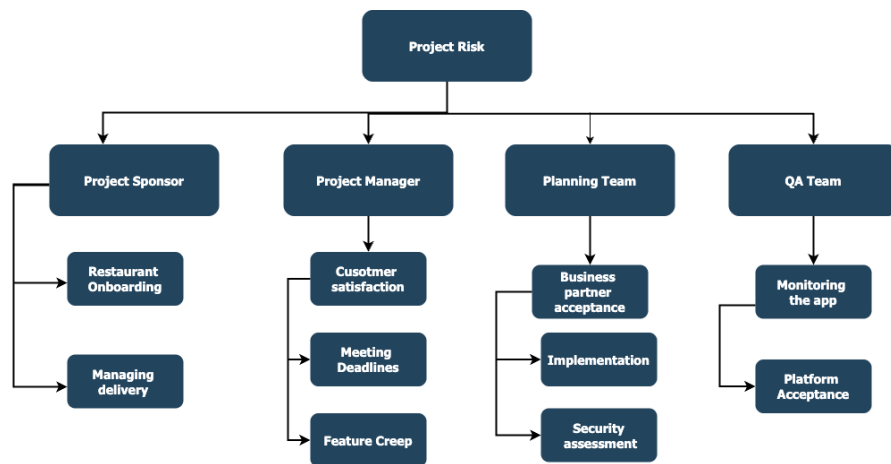 Project Risk
Project Sponsor
Project Manager
Planning Team
QA Team
Restaurant
Onboarding
Cusotmer
satisfaction
Business
partner
acceptance
Monitoring
the app
Meeting
Deadlines
Implementation
Managing
delivery
Platform
Acceptance
Feature Creep
Security
assessment